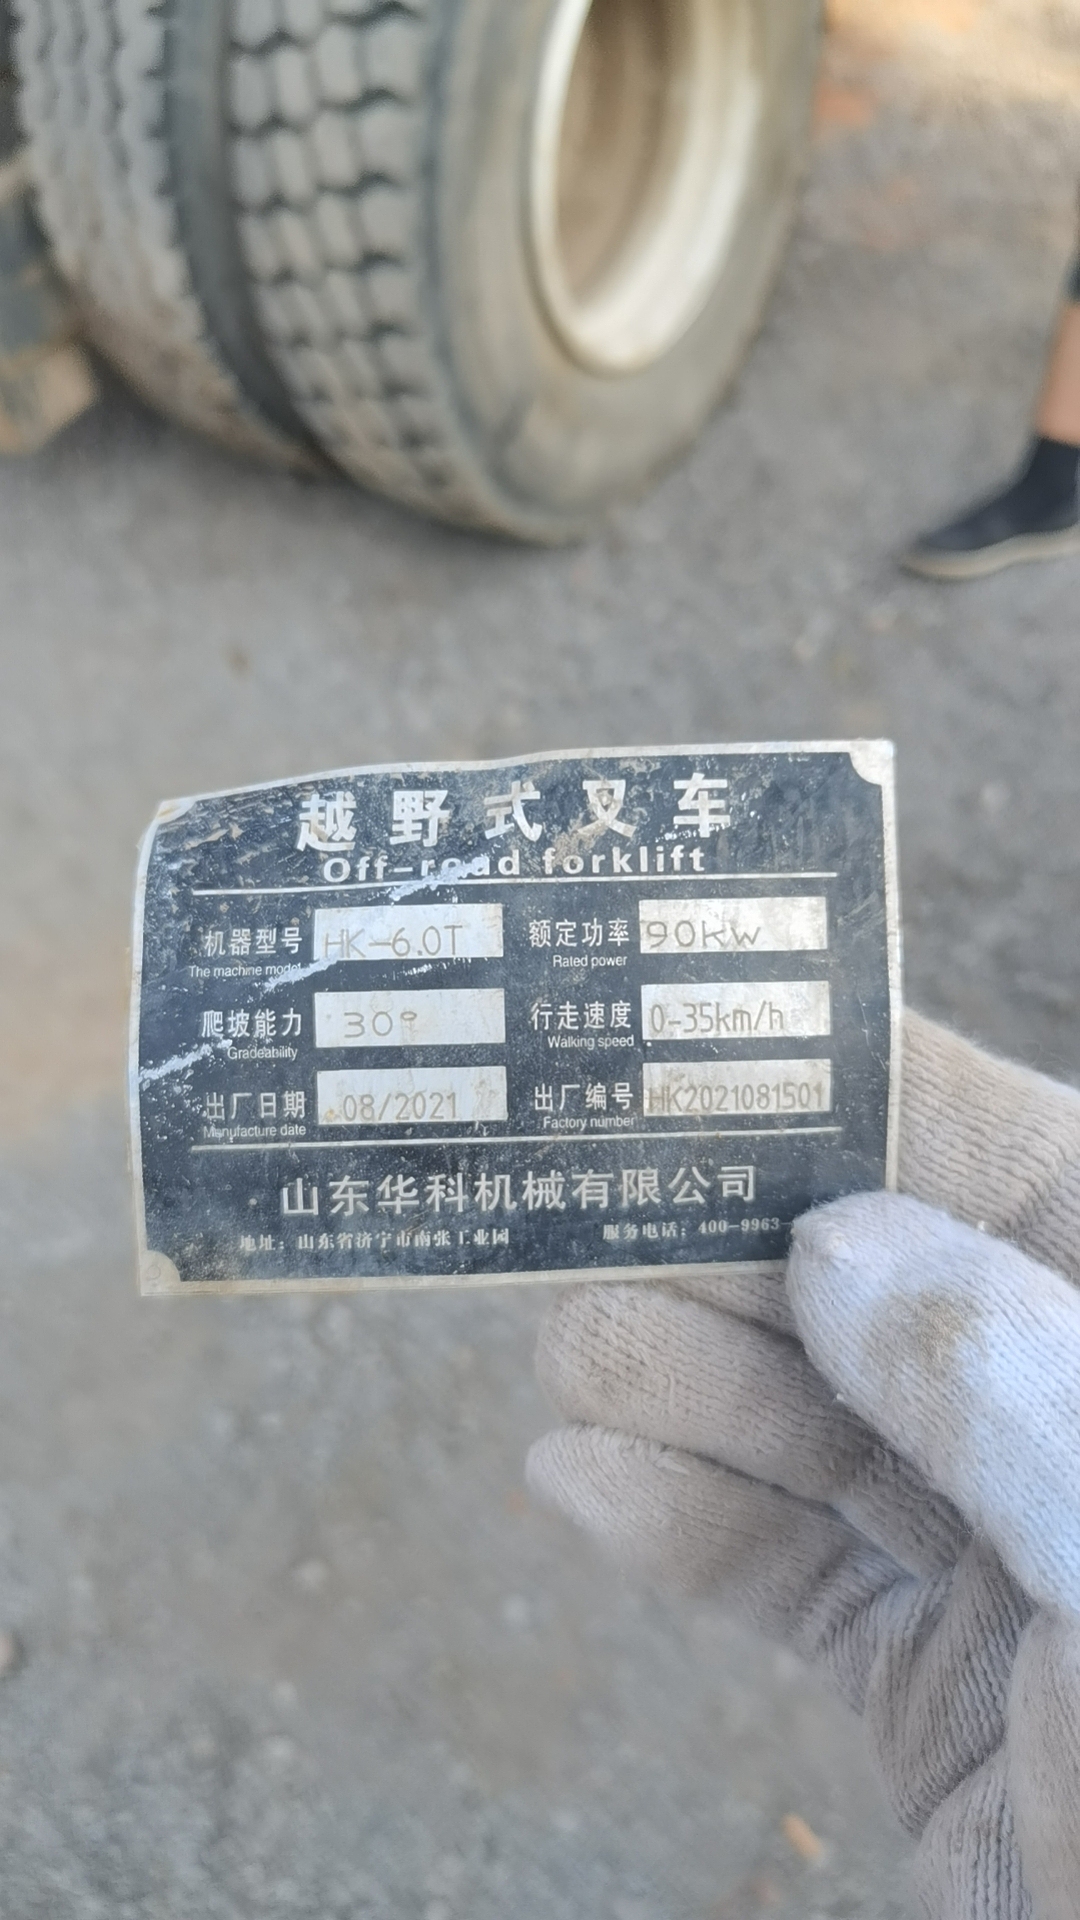 越野式叉车
Off-road forklift
机器型号 HK-6.0T 额定功率 90kw
The machine model Rated power
爬坡能力 30° 行走速度 0-35km/h
Gradeability Walking speed
出厂日期 08/2021 出厂编号 HK2021081501
Manufacture date Factory number
山东华科机械有限公司
地址：山东省济宁市南张工业园 服务电话：400-9963-